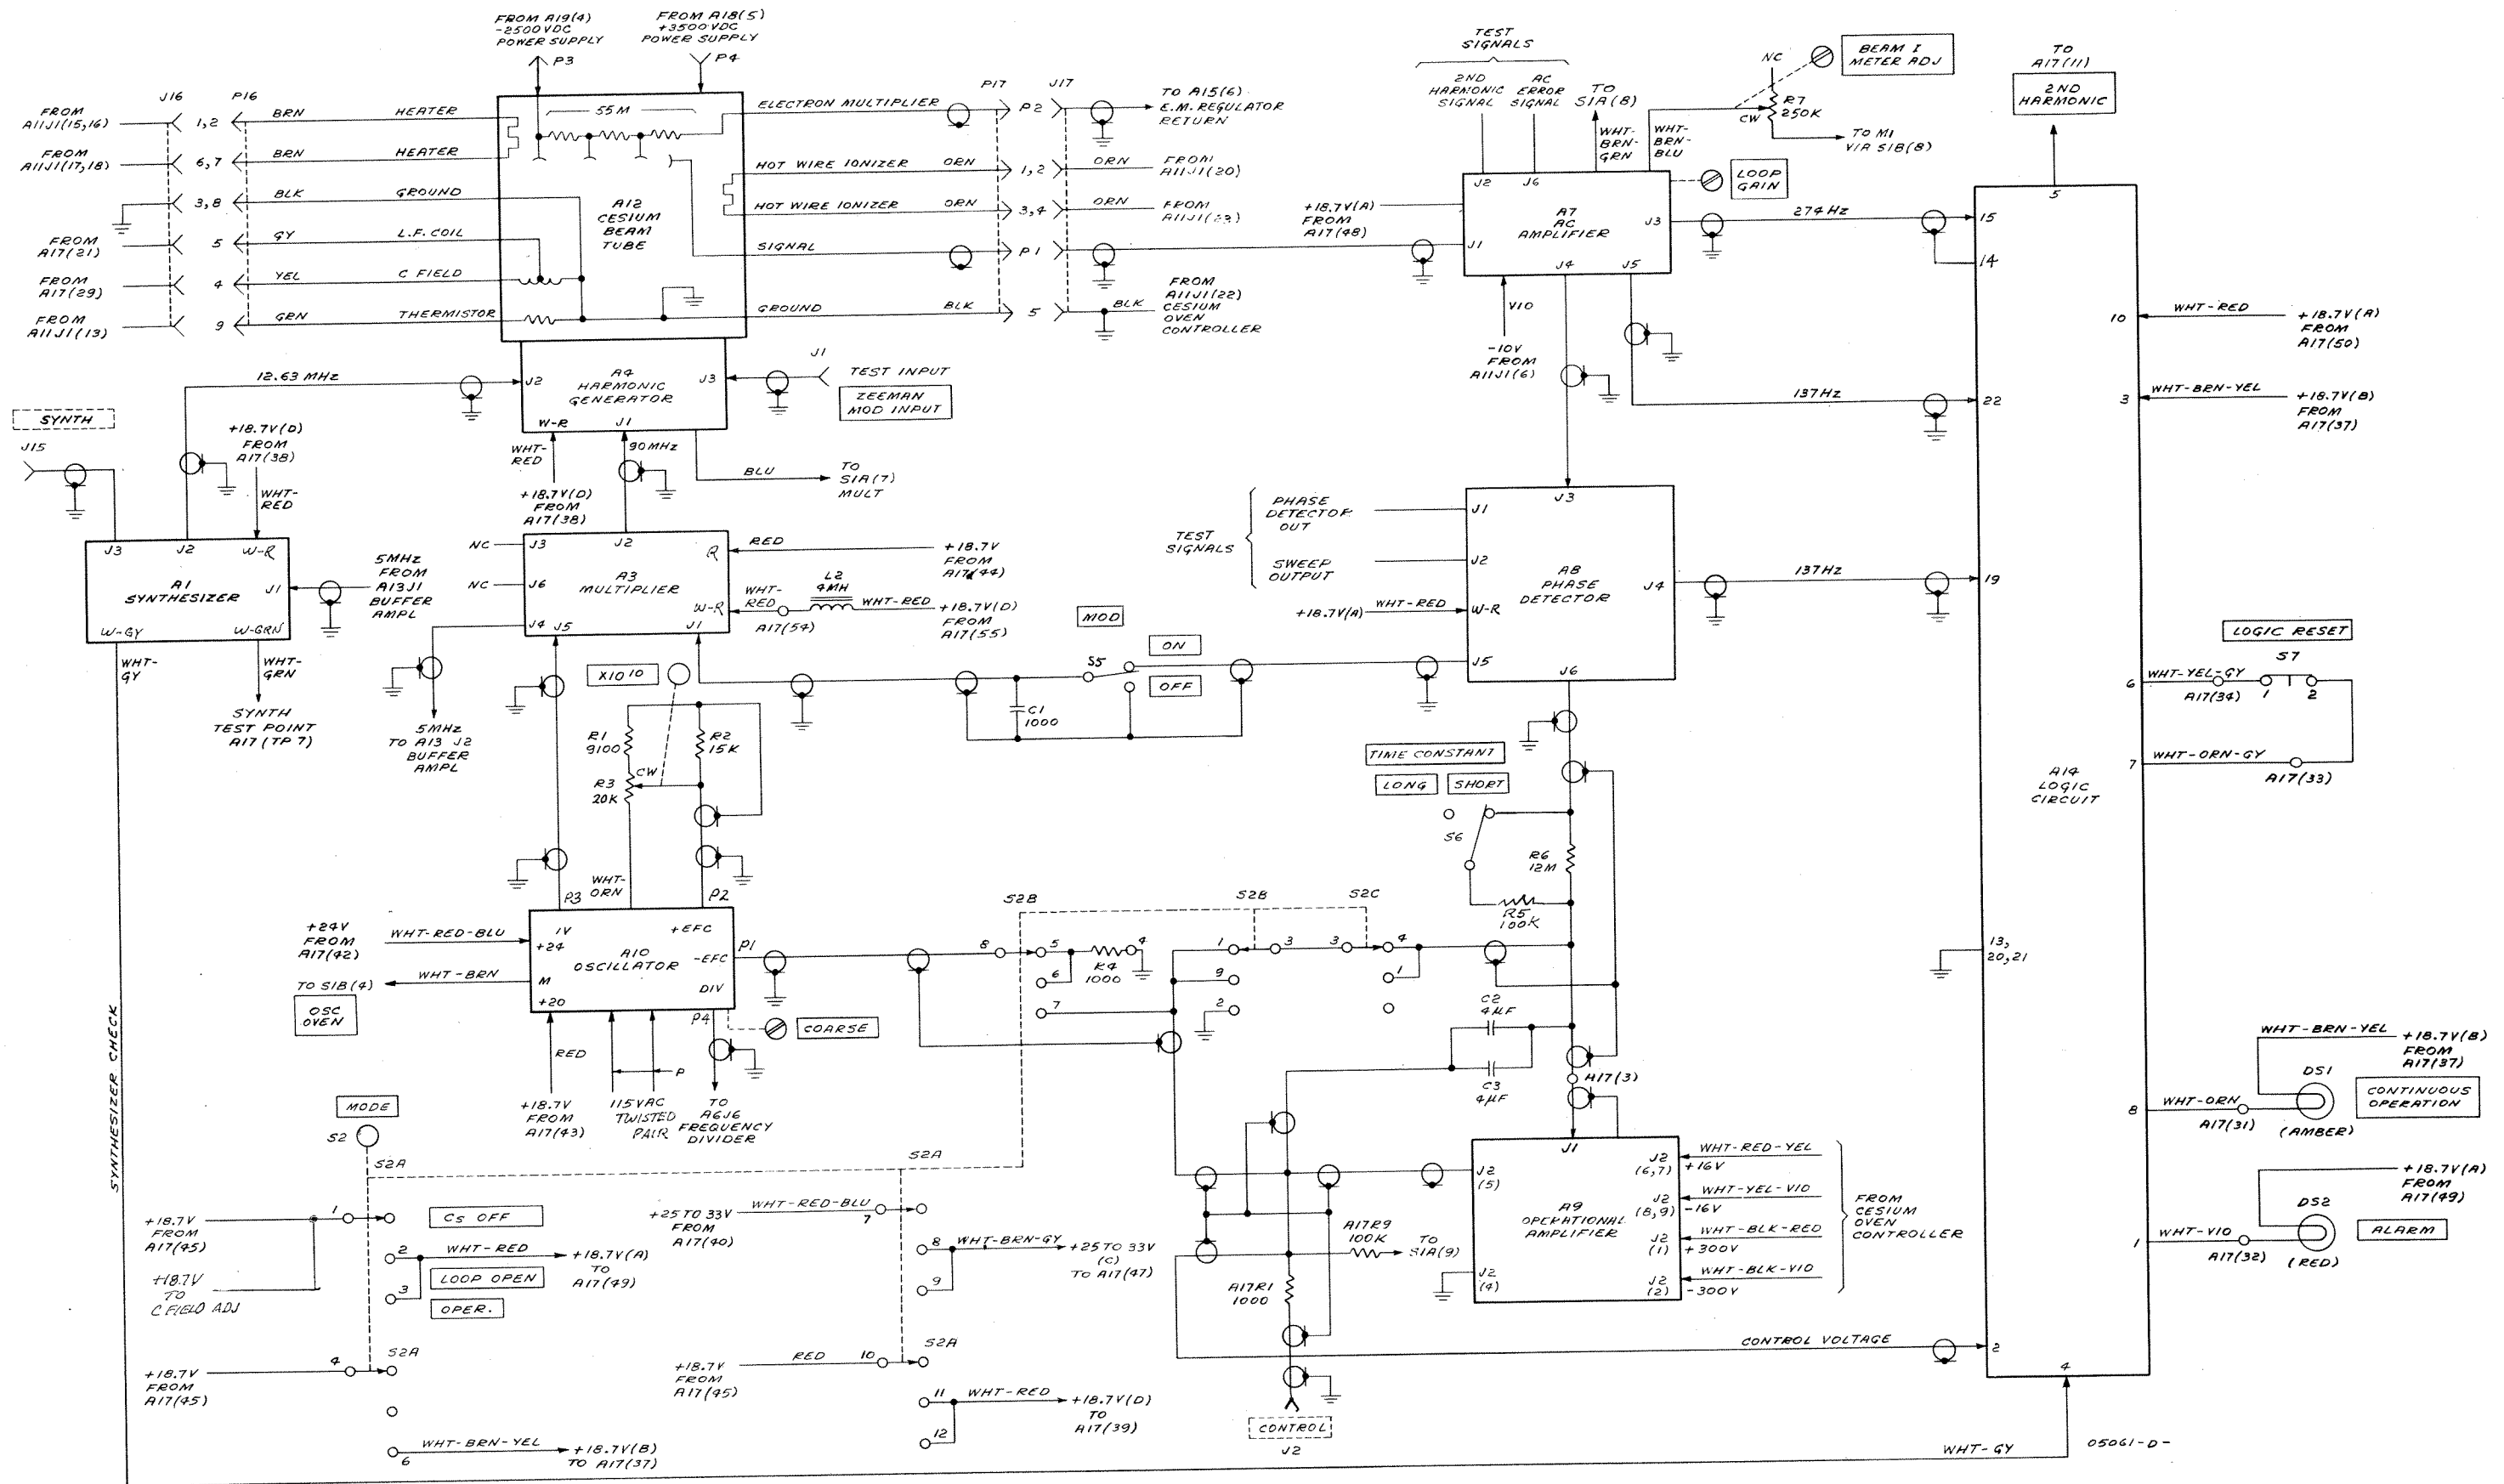 FROM A19(4)
-2500VDC
POWER SUPPLY
FROM A18(5)
+3500VDC
POWER SUPPLY
P3
P4
J16
P16
FROM
A11J1(15,16)
1,2
BRN
HEATER
FROM
A11J1(17,18)
6,7
BRN
HEATER
3,8
BLK
GROUND
FROM
A17(21)
5
GY
L.F. COIL
FROM
A17(29)
4
YEL
C FIELD
FROM
A11J1(13)
9
GRN
THERMISTOR
55M
A12
CESIUM
BEAM
TUBE
P17
J17
ELECTRON MULTIPLIER
P2
TO A15(6)
E.M. REGULATOR
RETURN
HOT WIRE IONIZER
ORN
1,2
ORN
FROM
A11J1(20)
HOT WIRE IONIZER
ORN
3,4
ORN
FROM
A11J1(23)
SIGNAL
P1
GROUND
BLK
5
BLK
FROM
A11J1(22)
CESIUM
OVEN
CONTROLLER
TEST
SIGNALS
2ND
HARMONIC
SIGNAL
AC
ERROR
SIGNAL
TO
S1A(8)
WHT-
BRN-
GRN
WHT-
BRN-
BLU
NC
BEAM I
METER ADJ
R7
250K
CW
TO M1
VIA S1B(8)
LOOP
GAIN
J2
J6
A7
AC
AMPLIFIER
J3
J1
J4
J5
+18.7V(A)
FROM
A17(48)
VIO
-10V
FROM
A11J1(6)
274Hz
137Hz
TO
A17(11)
2ND
HARMONIC
5
15
14
10
WHT-RED
+18.7V(A)
FROM
A17(50)
3
WHT-BRN-YEL
+18.7V(B)
FROM
A17(37)
22
12.63 MHz
J2
A4
HARMONIC
GENERATOR
J3
W-R
J1
J1
TEST INPUT
ZEEMAN
MOD INPUT
SYNTH
J15
+18.7V(D)
FROM
A17(38)
WHT-
RED
WHT-
RED
90MHz
+18.7V(D)
FROM
A17(38)
BLU
TO
S1A(7)
MULT
J3
J2
W-R
A1
SYNTHESIZER
J1
W-GY
W-GRN
5MHz
FROM
A13J1
BUFFER
AMPL
WHT-
GY
WHT-
GRN
SYNTH
TEST POINT
A17 (TP 7)
NC
J3
J2
R
NC
J6
A3
MULTIPLIER
W-R
J4
J5
J1
RED
+18.7V
FROM
A17(44)
WHT-
RED
L2
4MH
WHT-RED
A17(54)
+18.7V(D)
FROM
A17(55)
5MHz
TO A13 J2
BUFFER
AMPL
X10 10
R1
9100
R2
15K
R3
20K
CW
MOD
S5
ON
OFF
C1
1000
TEST
SIGNALS
PHASE
DETECTOR
OUT
SWEEP
OUTPUT
+18.7V(A)
WHT-RED
J3
J1
J2
A8
PHASE
DETECTOR
J4
W-R
J5
J6
137Hz
19
LOGIC RESET
S7
6
WHT-YEL-GY
A17(34)
1
2
7
WHT-ORN-GY
A17(33)
A14
LOGIC
CIRCUIT
TIME CONSTANT
LONG
SHORT
S6
R6
12M
R5
100K
WHT-
ORN
P3
P2
+24V
FROM
A17(42)
WHT-RED-BLU
1V
+24
+EFC
A10
OSCILLATOR
-EFC
P1
M
DIV
+20
WHT-BRN
TO S1B(4)
OSC
OVEN
P4
COARSE
RED
P
+18.7V
FROM
A17(43)
115VAC
TWISTED
PAIR
TO
A6J6
FREQUENCY
DIVIDER
S2B
S2B
S2C
8
5
4
6
R4
1000
7
1
3
3
4
9
1
2
C2
4µF
C3
4µF
A17(3)
13,
20,21
SYNTHESIZER CHECK
MODE
S2
S2A
S2A
+18.7V
FROM
A17(45)
1
Cs OFF
2
WHT-RED
+18.7V(A)
TO
A17(49)
LOOP OPEN
3
OPER.
+18.7V
TO
C FIELD ADJ
+25 TO 33V
FROM
A17(40)
WHT-RED-BLU
7
8
WHT-BRN-GY
+25 TO 33V
(C)
TO A17(47)
9
S2A
S2A
+18.7V
FROM
A17(45)
4
6
WHT-BRN-YEL
+18.7V(B)
TO A17(37)
+18.7V
FROM
A17(45)
RED
10
11
WHT-RED
+18.7V(D)
TO
A17(39)
12
A17R9
100K
TO
S1A(9)
A17R1
1000
CONTROL
J2
J1
J2
(5)
J2
(6,7)
J2
(8,9)
A9
OPERATIONAL
AMPLIFIER
J2
(1)
J2
(4)
J2
(2)
WHT-RED-YEL
+16V
WHT-YEL-VIO
-16V
WHT-BLK-RED
+300V
WHT-BLK-VIO
-300V
FROM
CESIUM
OVEN
CONTROLLER
CONTROL VOLTAGE
2
4
WHT-BRN-YEL
+18.7V(B)
FROM
A17(37)
DS1
CONTINUOUS
OPERATION
8
WHT-ORN
A17(31)
(AMBER)
+18.7V(A)
FROM
A17(49)
DS2
ALARM
1
WHT-VIO
A17(32)
(RED)
WHT-GY
05061-D-